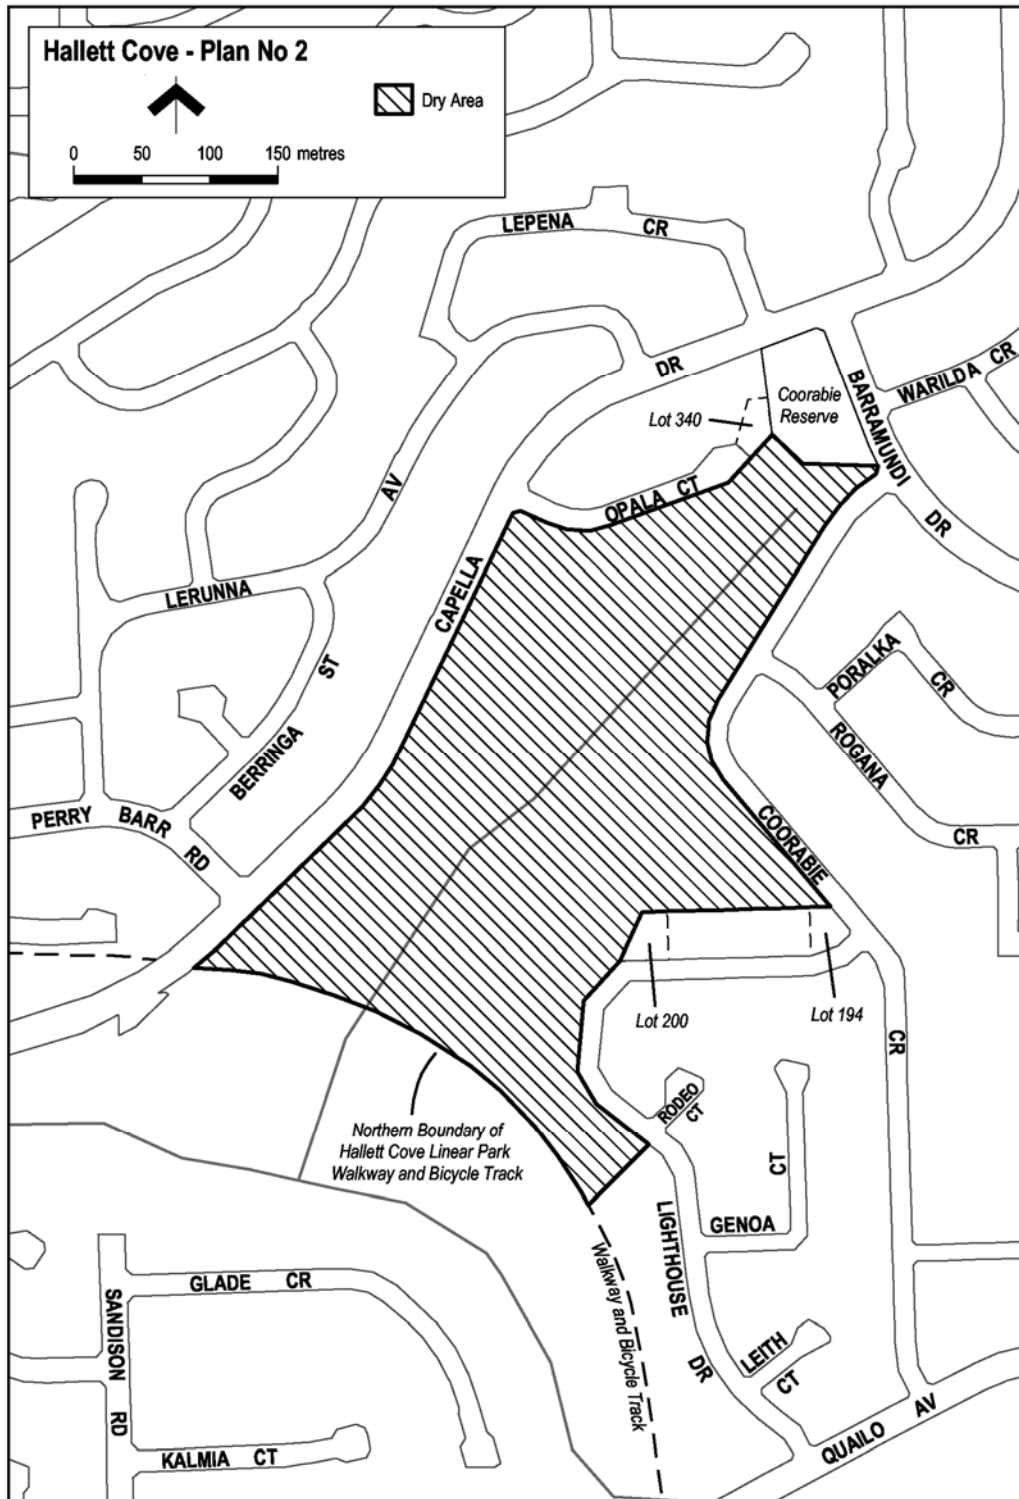 Hallett Cove - Plan No 2
Dry Area
0 50 100 150 metres
LEPENA CR
DR
Coorabie
Reserve
BARRAMUNDI
DR
WARILDA CR
Lot 340
OPALA CT
AV
CAPELLA
LERUNNA
ST
BERRINGA
PERRY BARR RD
PORALKA
CR
ROGANA
CR
COORABIE
CR
Lot 200
Lot 194
RODEO
CT
Northern Boundary of
Hallett Cove Linear Park
Walkway and Bicycle Track
CT
GENOA
LIGHTHOUSE
DR
Walkway and Bicycle Track
GLADE CR
SANDISON
RD
LEITH
CT
KALMIA CT
QUAILO AV